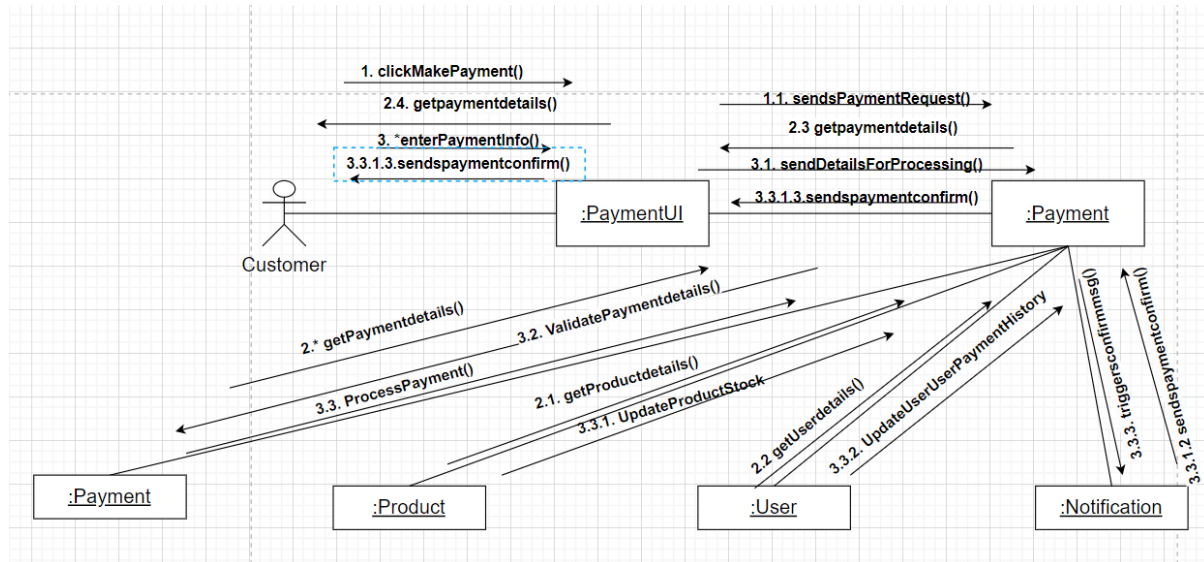 1. clickMakePayment()
2.4. getpaymentdetails()
1.1. sendsPaymentRequest()
3. *enterPaymentInfo()
2.3 getpaymentdetails()
3.3.1.3.sendspaymentconfirm()
3.1. sendDetailsForProcessing()
3.3.1.3.sendspaymentconfirm()
:PaymentUI
:Payment
Customer
2.* getPaymentdetails()
3.2. ValidatePaymentdetails()
3.3. ProcessPayment()
2.1. getProductdetails()
3.3.1. UpdateProductStock
2.2 getUserdetails()
3.3.2. UpdateUserUserPaymentHistory
3.3.3. triggersconfirmmsg()
3.3.1.2 sendspaymentconfirm()
:Payment
:Product
:User
:Notification